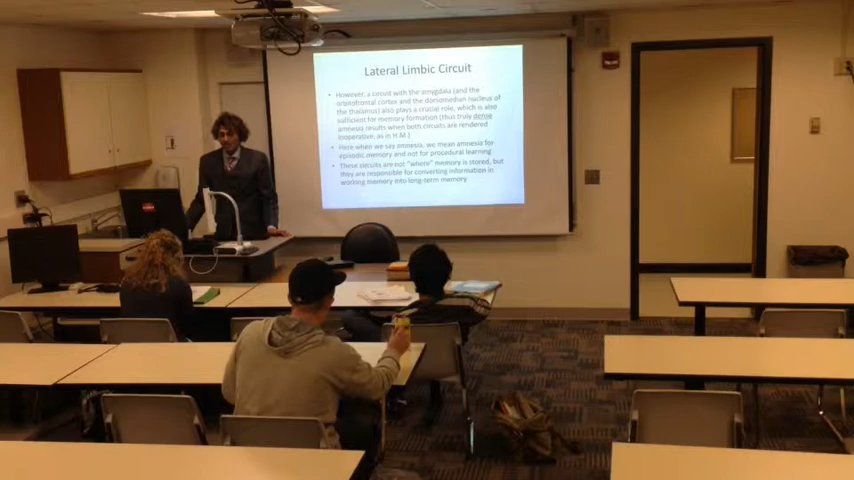 Lateral Limbic Circuit
• However, a circuit with the amygdala (and the
orbitofrontal cortex and the dorsomedian nucleus of
the thalamus) also plays a crucial role, which is also
sufficient for memory formation (thus truly dense
amnesia results when both circuits are rendered
inoperative, as in H.M.)
• Here when we say amnesia, we mean amnesia for
episodic memory and not for procedural learning
• These circuits are not "where" memory is stored, but
they are responsible for converting information in
working memory into long-term memory.